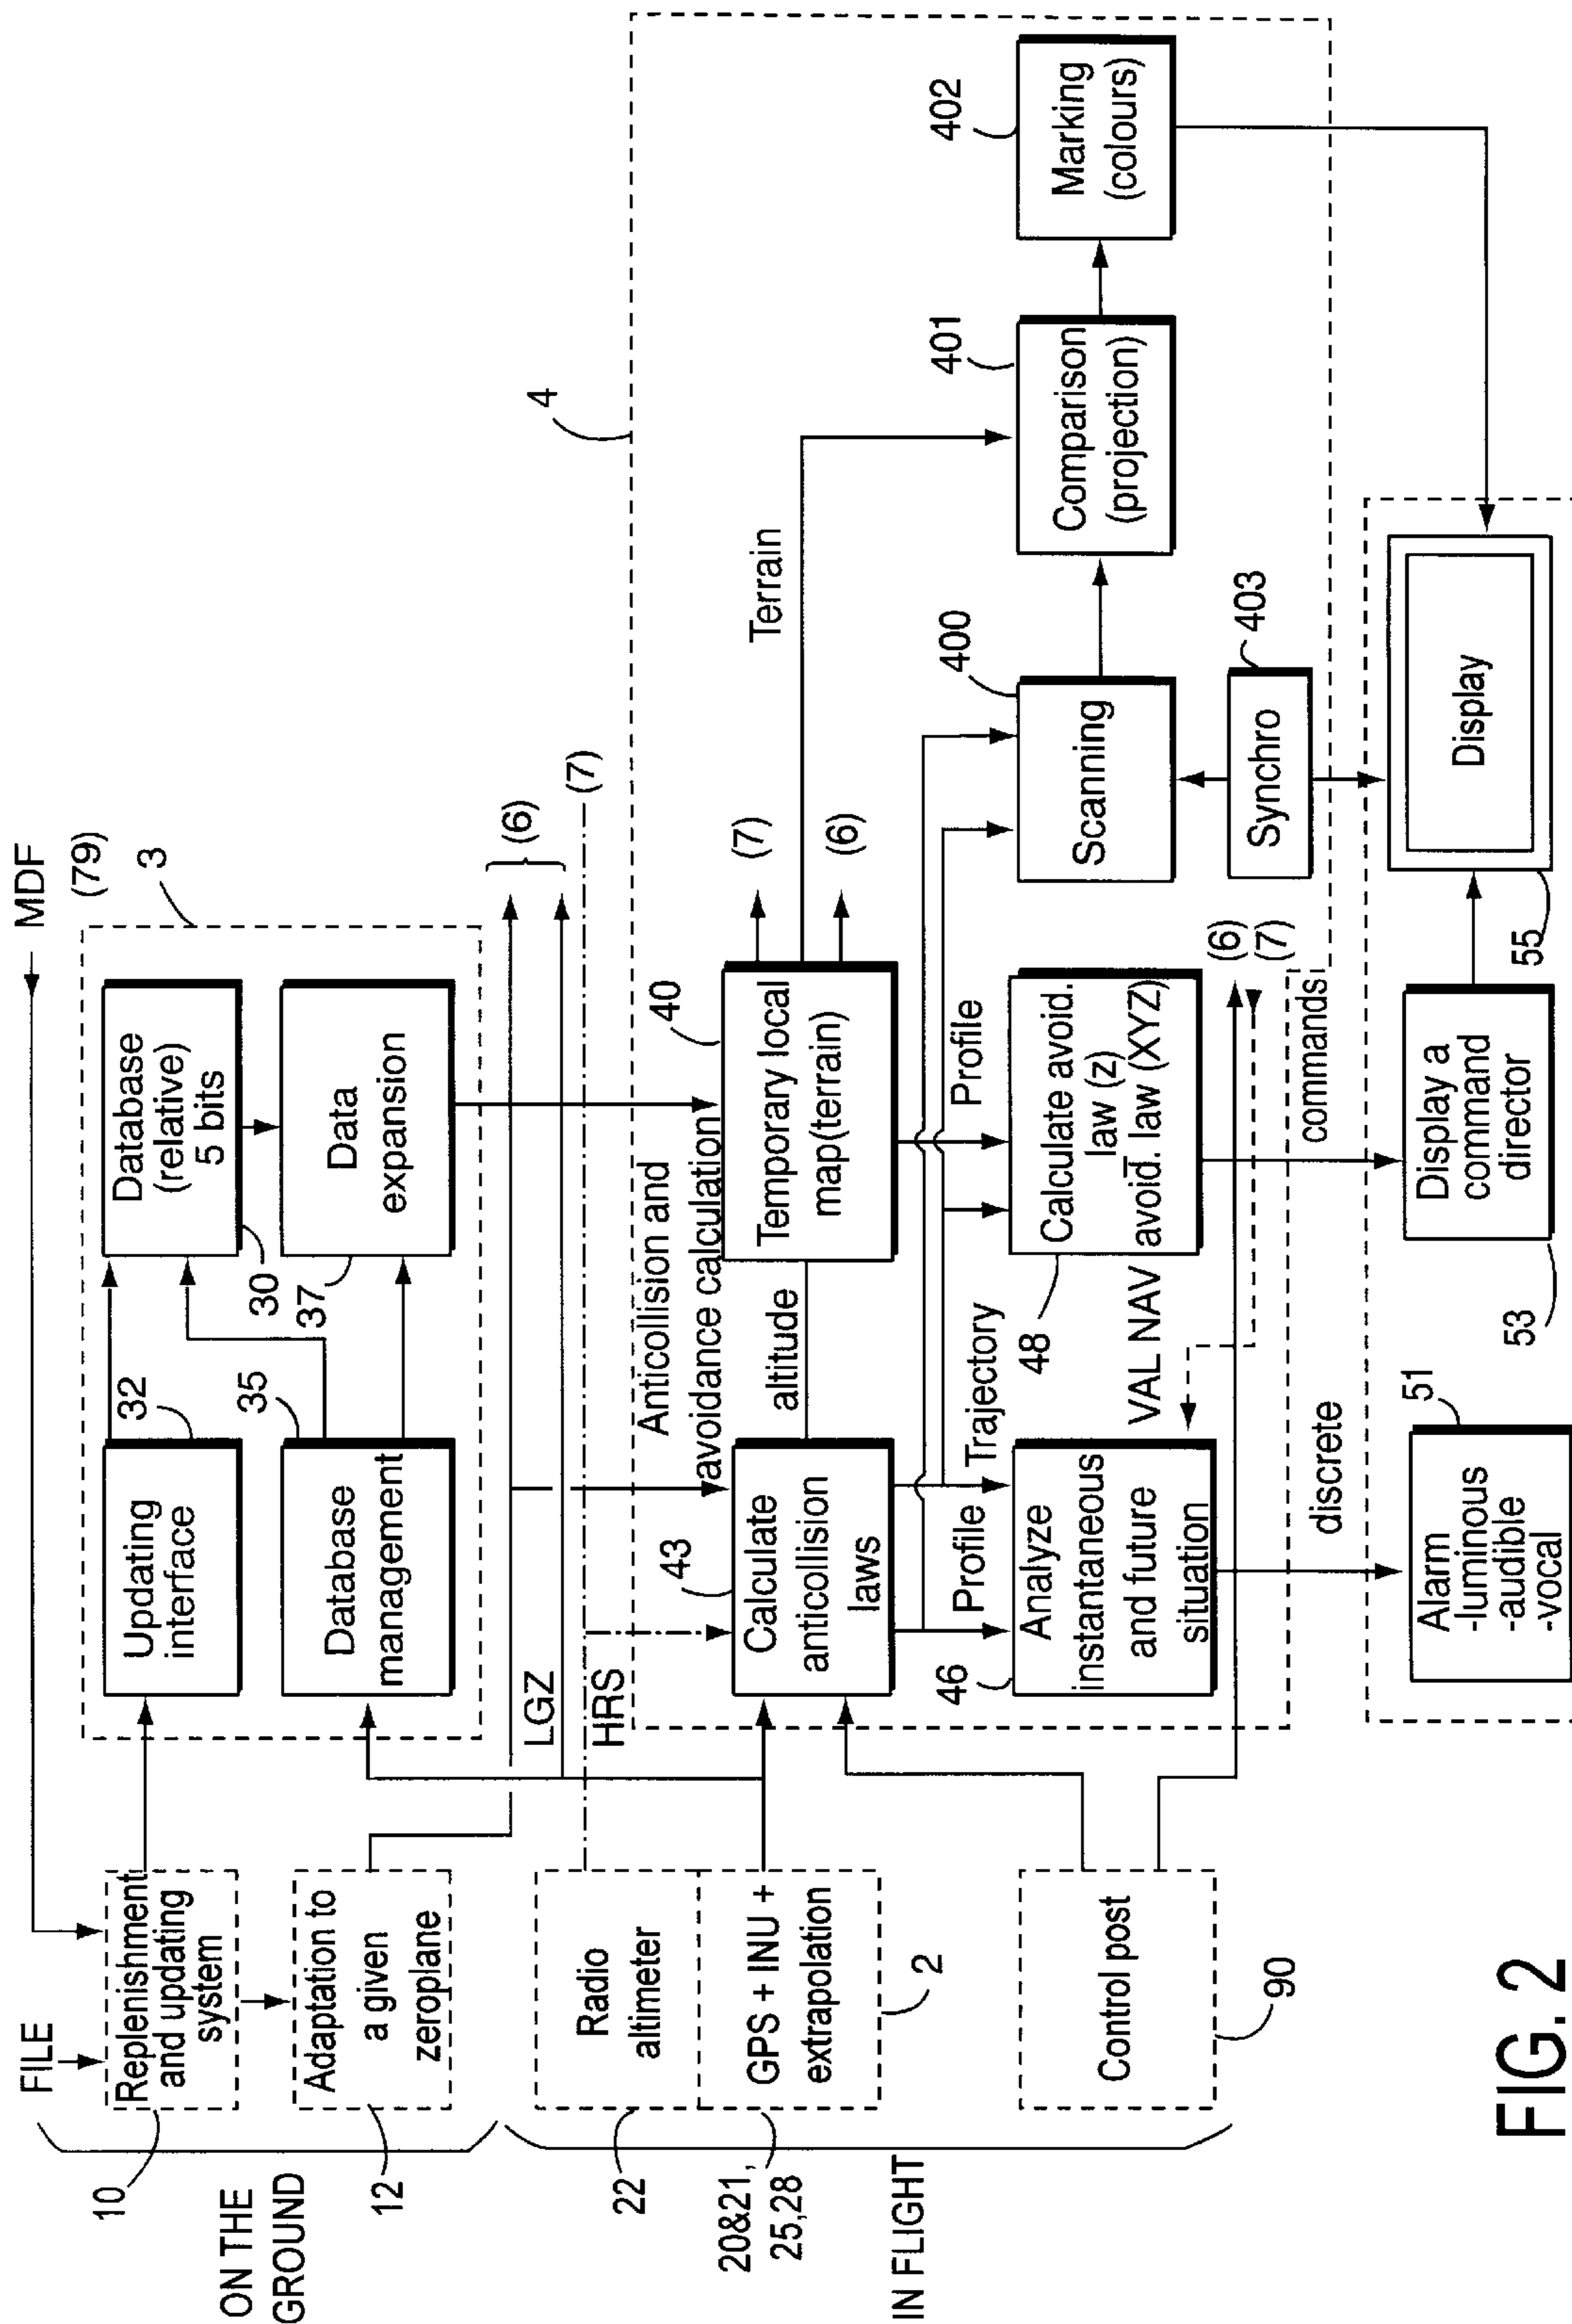 FILE
MDF
(79)
10
Replenishment
and updating
system
Updating
interface
32
Database
(relative)
5 bits
30
3
ON THE
GROUND
12
Adaptation to
a given
zeroplane
Database
management
35
Data
expansion
37
LGZ
(6)
HRS
(7)
22
Radio
altimeter
20&21,
25,28
GPS + INU +
extrapolation
2
IN FLIGHT
Control post
90
4
Anticollision and
avoidance calculation
43
Calculate
anticollision
laws
altitude
40
Temporary local
map(terrain)
(7)
(6)
Terrain
Profile
Trajectory
Profile
46
Analyze
instantaneous
and future
situation
48
Calculate avoid.
law (z)
avoid. law (XYZ)
VAL NAV
(6)
(7)
400
Scanning
401
Comparison
(projection)
402
Marking
(colours)
Synchro
403
discrete
commands
51
Alarm
-luminous
-audible
-vocal
Display a
command
director
53
Display
55
FIG. 2